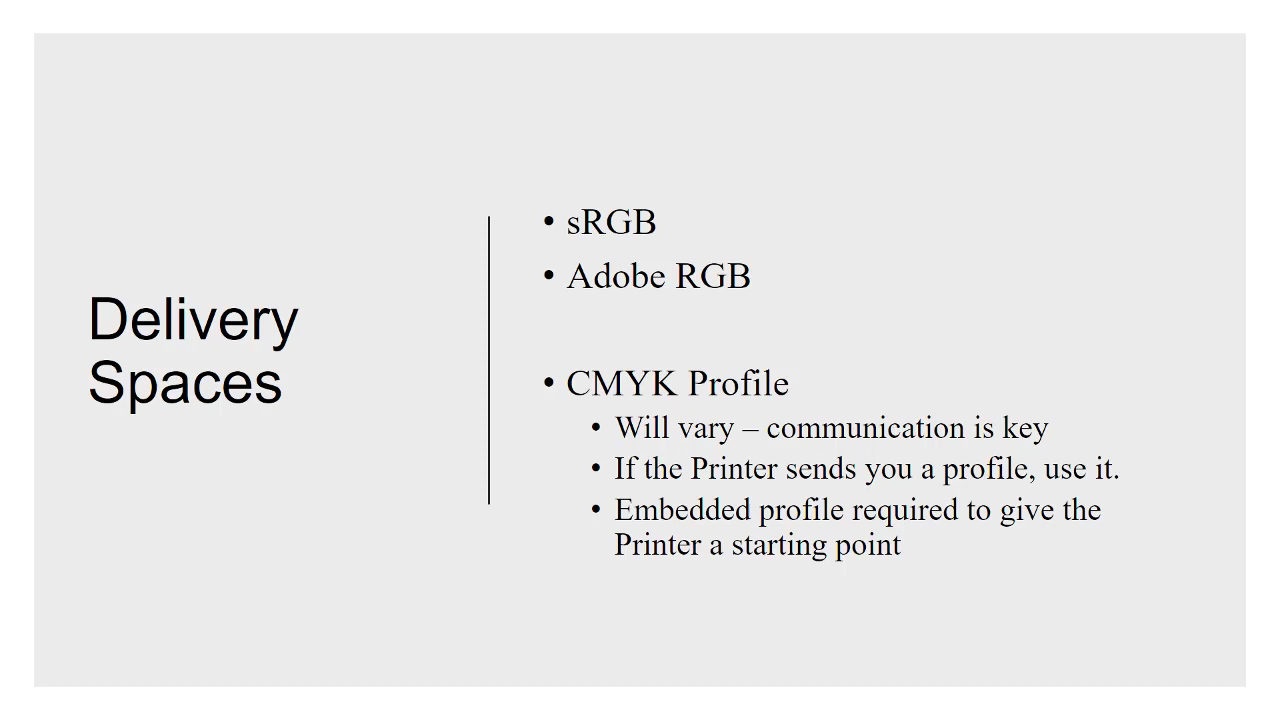 Delivery
Spaces
• sRGB
• Adobe RGB
• CMYK Profile
• Will vary – communication is key
• If the Printer sends you a profile, use it.
• Embedded profile required to give the
Printer a starting point